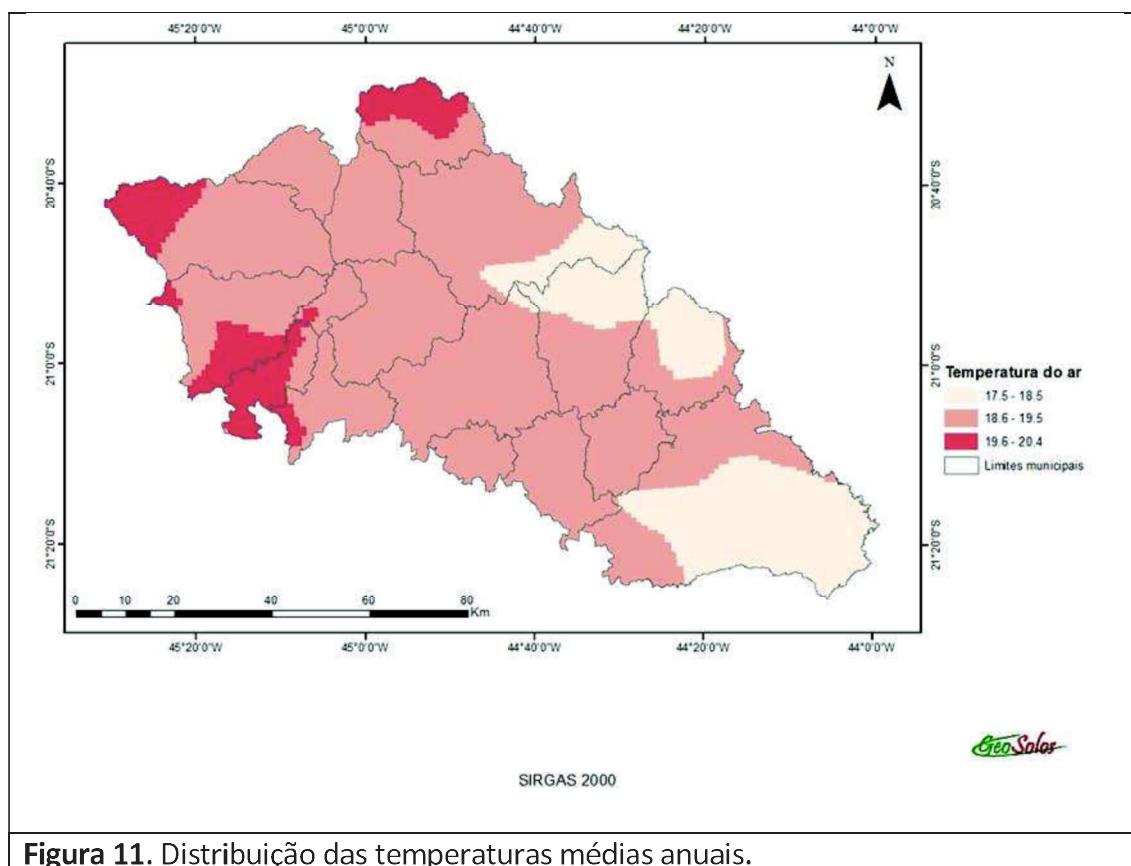 45°20'0"W 45°0'0"W 44°40'0"W 44°20'0"W 44°0'0"W
N
20°40'0"S 20°40'0"S
21°0'0"S 21°0'0"S
21°20'0"S 21°20'0"S
Temperatura do ar
17.5 - 18.5
18.6 - 19.5
19.6 - 20.4
Limites municipais
0 10 20 40 60 80
Km
45°20'0"W 45°0'0"W 44°40'0"W 44°20'0"W 44°0'0"W
GeoSolos
SIRGAS 2000
Figura 11. Distribuição das temperaturas médias anuais.